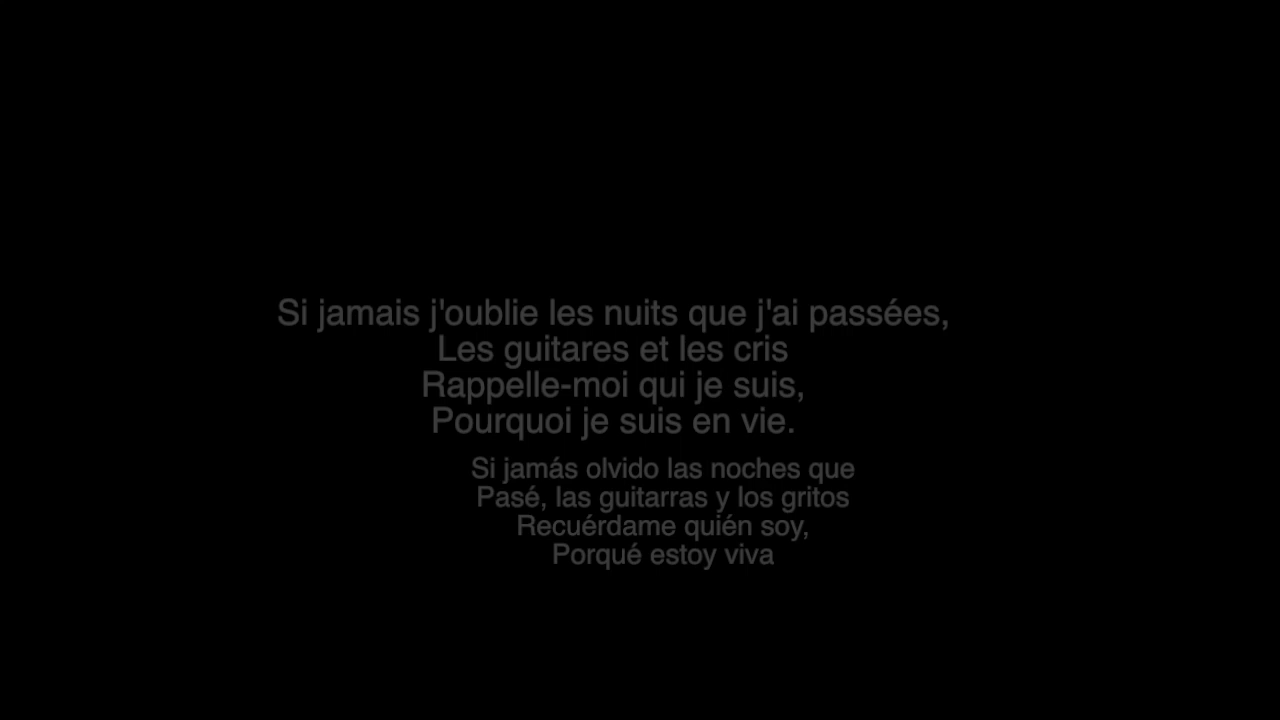 Si jamais j'oublie les nuits que j'ai passées,
Les guitares et les cris
Rappelle-moi qui je suis,
Pourquoi je suis en vie.
Si jamás olvido las noches que
Pasé, las guitarras y los gritos
Recuérdame quién soy,
Porqué estoy viva